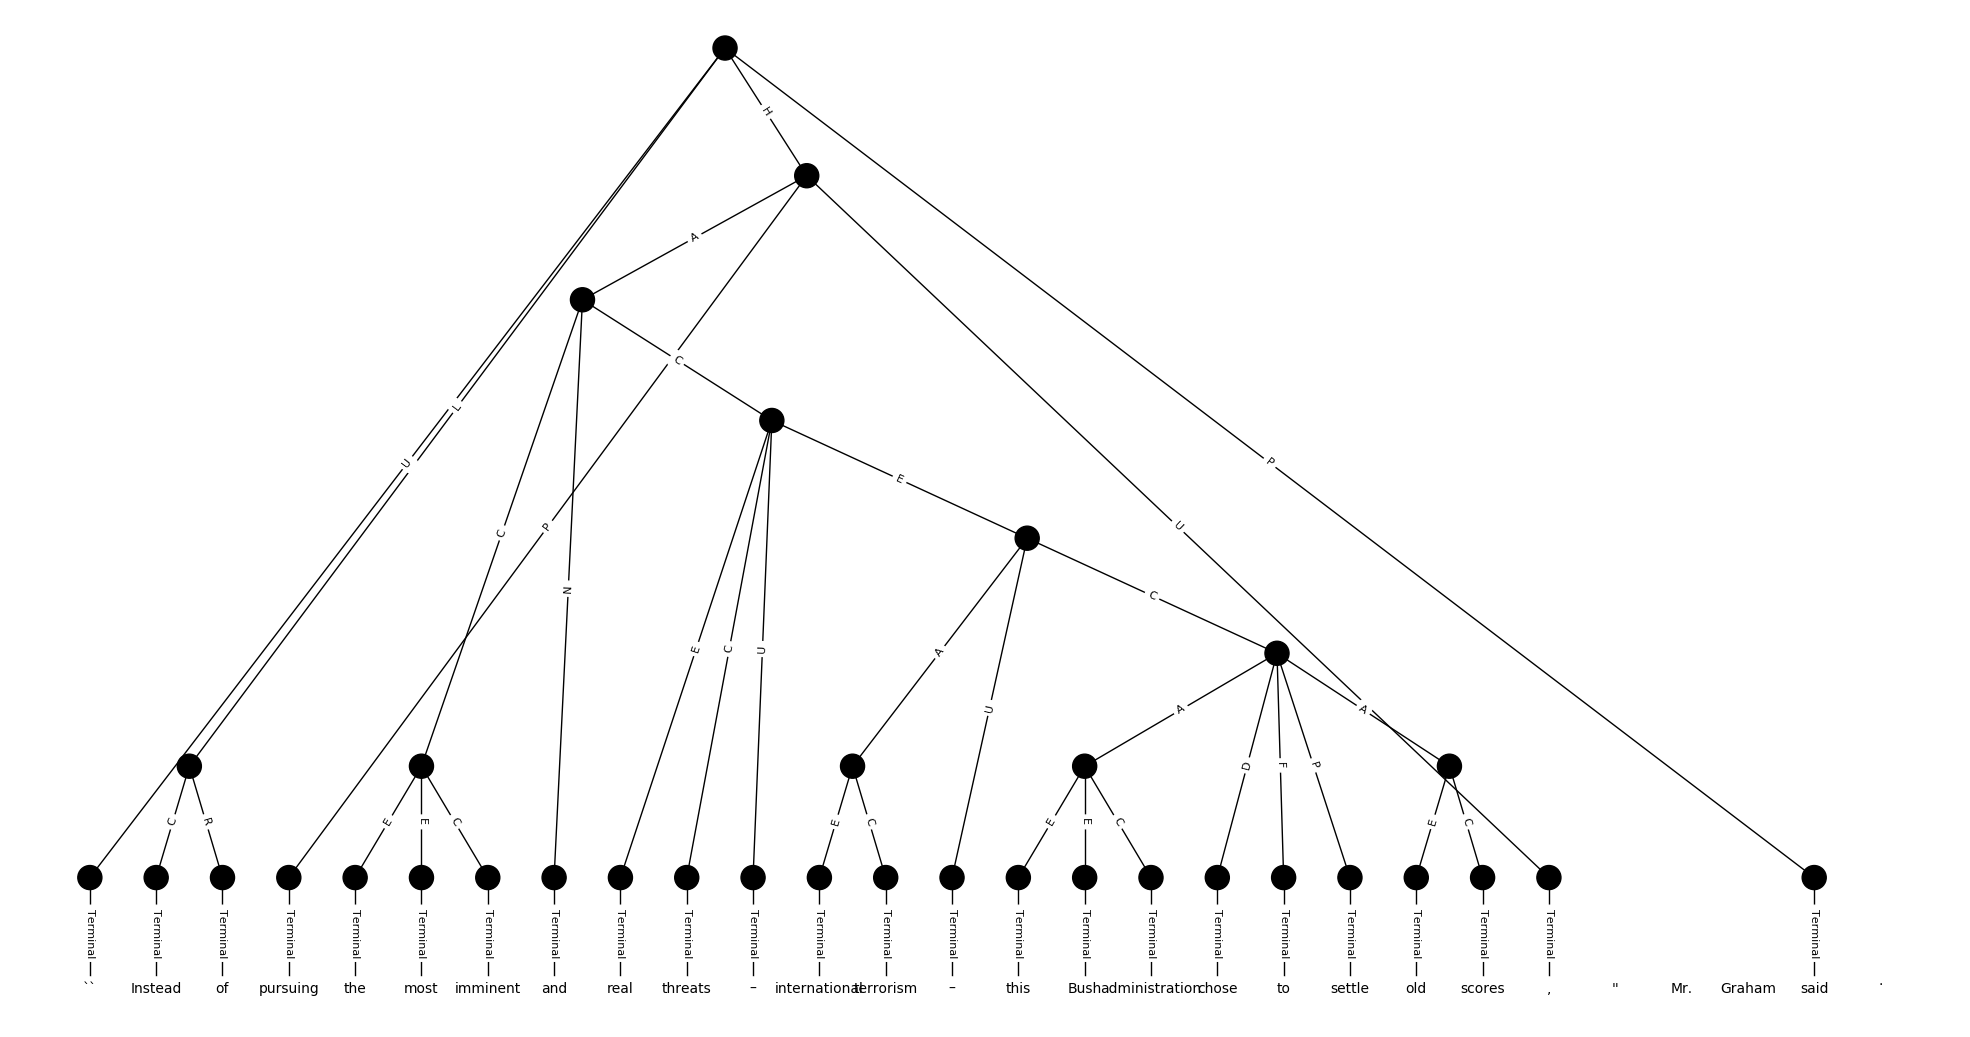 H
A
C
L
U
E
P
U
C
P
N
C
E
C
U
A
A
U
A
D
F
P
C
R
E
E
C
E
C
E
E
C
E
C
Terminal Terminal Terminal Terminal Terminal Terminal Terminal Terminal Terminal Terminal Terminal Terminal Terminal Terminal Terminal Terminal Terminal Terminal Terminal Terminal Terminal Terminal Terminal Terminal
`` Instead of pursuing the most imminent and real threats – international terrorism – this Bush administration chose to settle old scores , " Mr. Graham said .